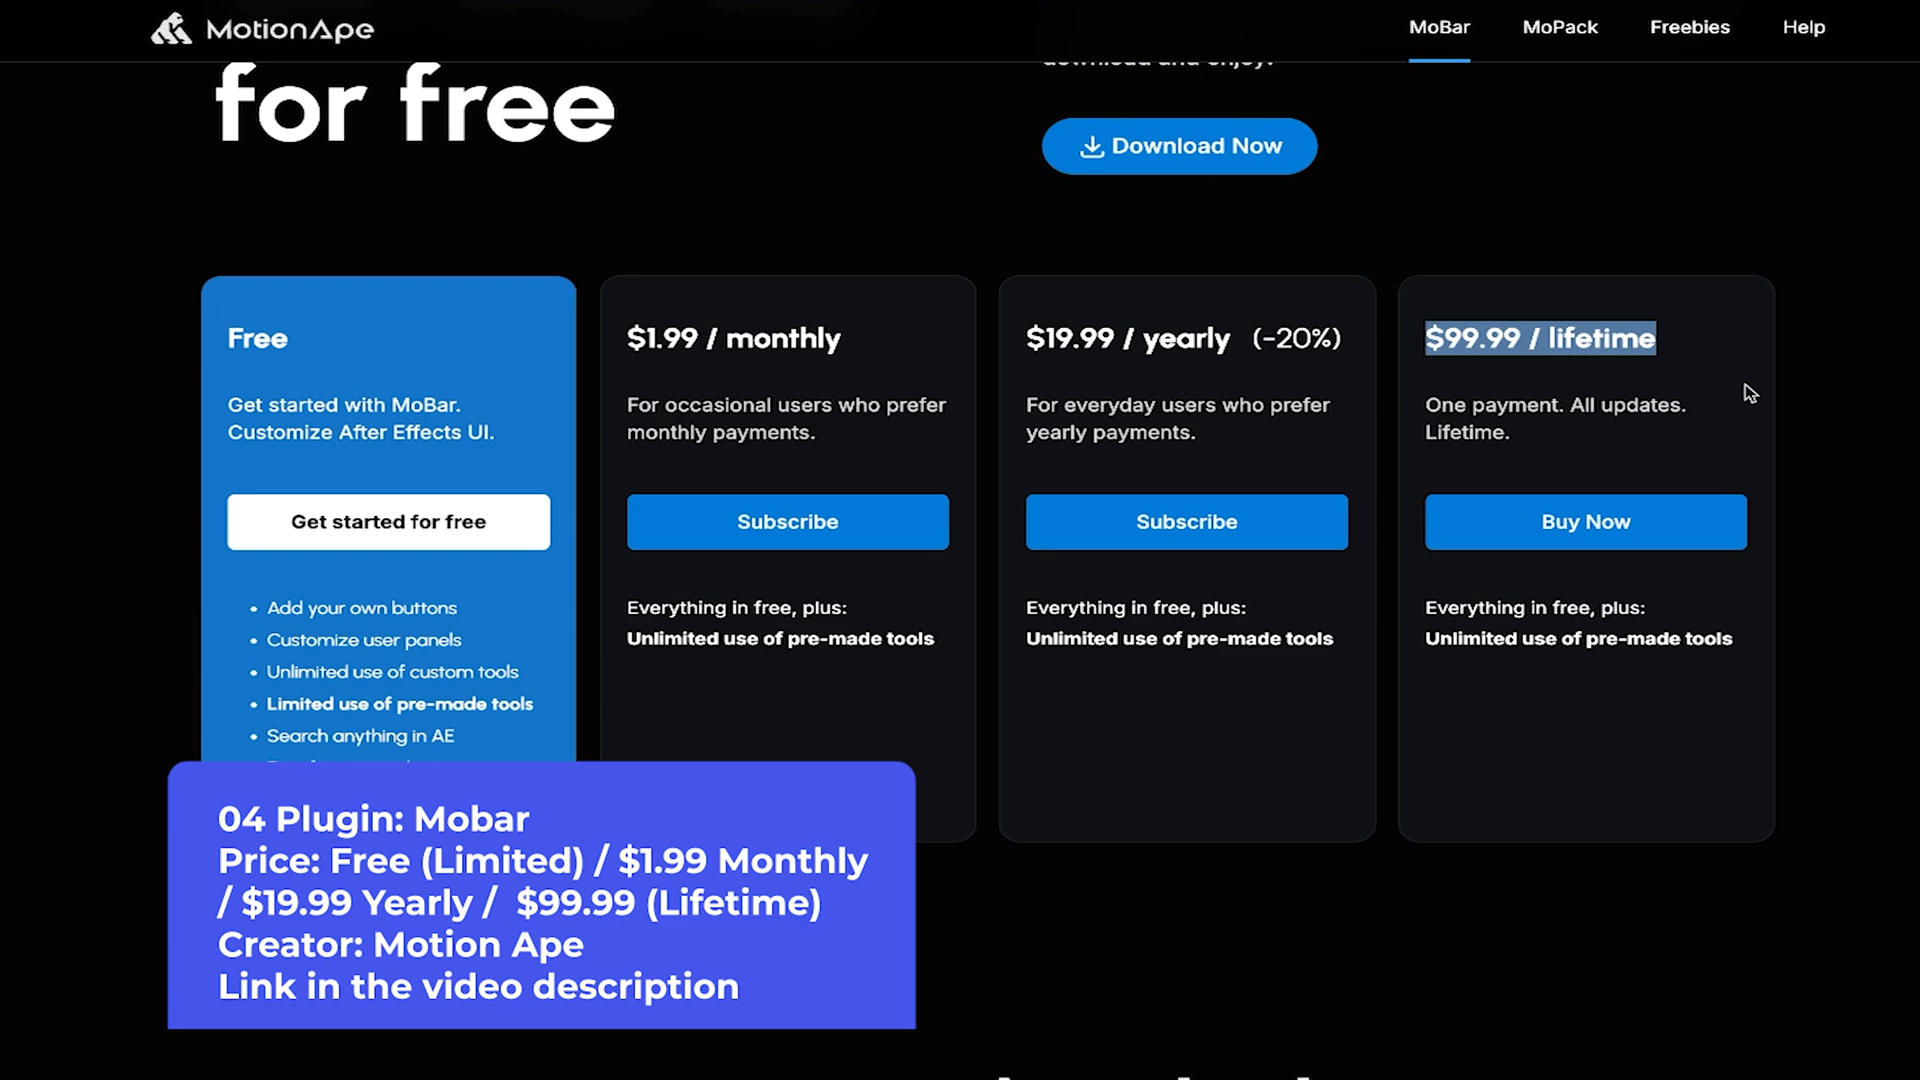 MotionApe
MoBar
MoPack
Freebies
Help
download and enjoy.
for free
Download Now
Free
Get started with MoBar.
Customize After Effects UI.
Get started for free
• Add your own buttons
• Customize user panels
• Unlimited use of custom tools
• Limited use of pre-made tools
• Search anything in AE
$1.99 / monthly
For occasional users who prefer
monthly payments.
Subscribe
Everything in free, plus:
Unlimited use of pre-made tools
$19.99 / yearly (-20%)
For everyday users who prefer
yearly payments.
Subscribe
Everything in free, plus:
Unlimited use of pre-made tools
$99.99 / lifetime
One payment. All updates.
Lifetime.
Buy Now
Everything in free, plus:
Unlimited use of pre-made tools
04 Plugin: Mobar
Price: Free (Limited) / $1.99 Monthly
/ $19.99 Yearly / $99.99 (Lifetime)
Creator: Motion Ape
Link in the video description